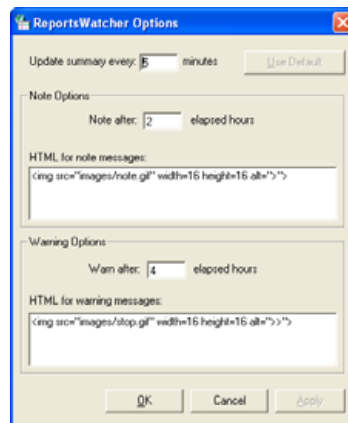 ReportsWatcher Options
Update summary every: 5 minutes Use Default
Note Options
Note after: 2 elapsed hours
HTML for note messages:
<img src="images/note.gif" width=16 height=16 alt=">">
Warning Options
Warn after: 4 elapsed hours
HTML for warning messages:
<img src="images/stop.gif" width=16 height=16 alt=">>">
OK Cancel Apply